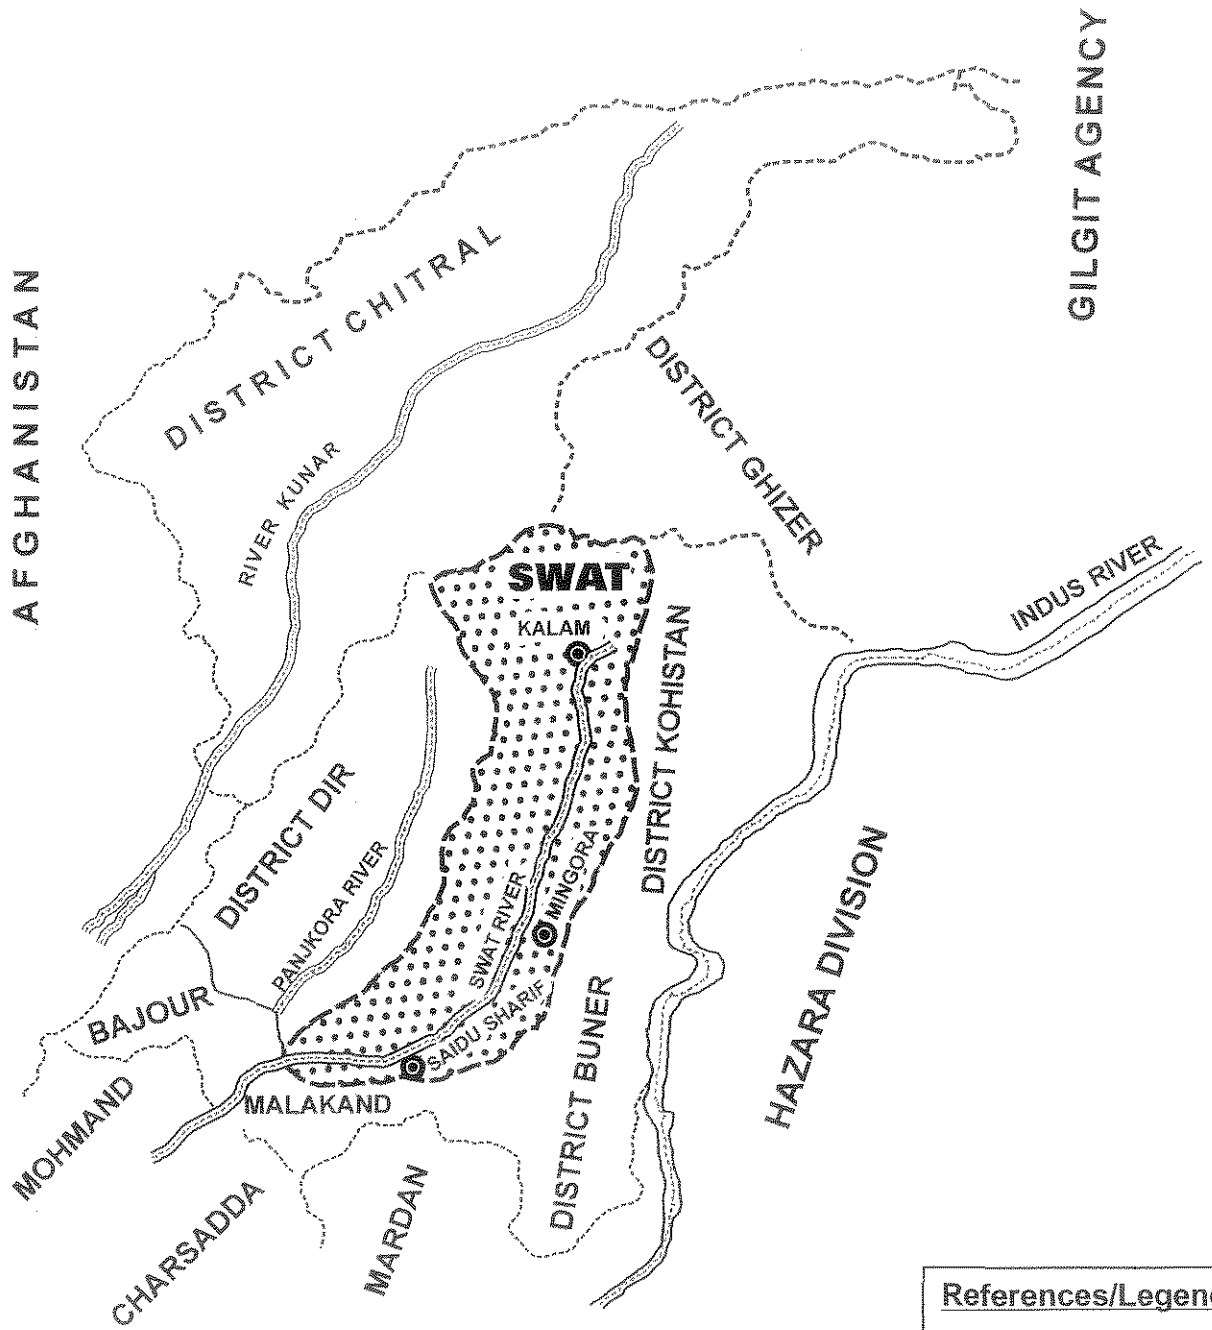 GILGIT AGENCY
AFGHANISTAN
DISTRICT CHITRAL
DISTRICT GHIZER
RIVER KUNAR
SWAT
INDUS RIVER
KALAM
DISTRICT KOHISTAN
DISTRICT DIR
PANJKORA RIVER
MINGORA
SWAT RIVER
HAZARA DIVISION
BAJOUR
SAIDU SHARIF
DISTRICT BUNER
MALAKAND
MOHMAND
CHARSADDA
MARDAN
References/Legen